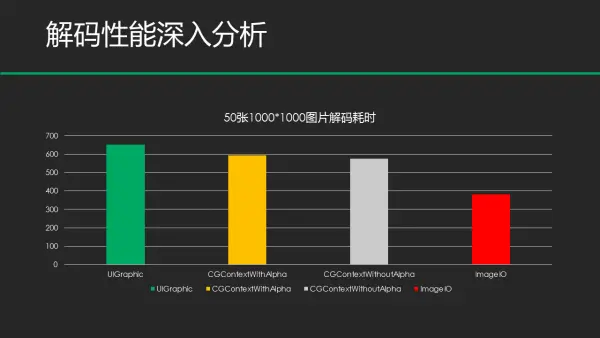 解码性能深入分析
50张1000*1000图片解码耗时
700
600
500
400
300
200
100
0
UIGraphic CGContextWithAlpha CGContextWithoutAlpha ImageIO
UIGraphic CGContextWithAlpha CGContextWithoutAlpha ImageIO